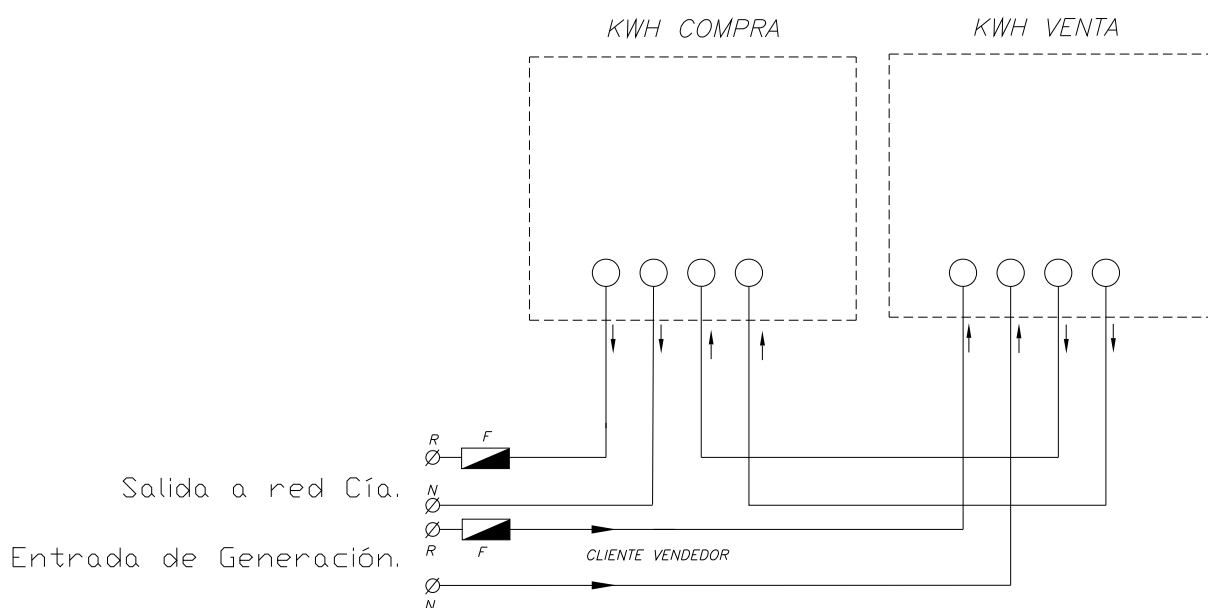 KWH COMPRA
KWH VENTA
R
F
Salida a red Cía.
N
Entrada de Generación.
R
F
CLIENTE VENDEDOR
N